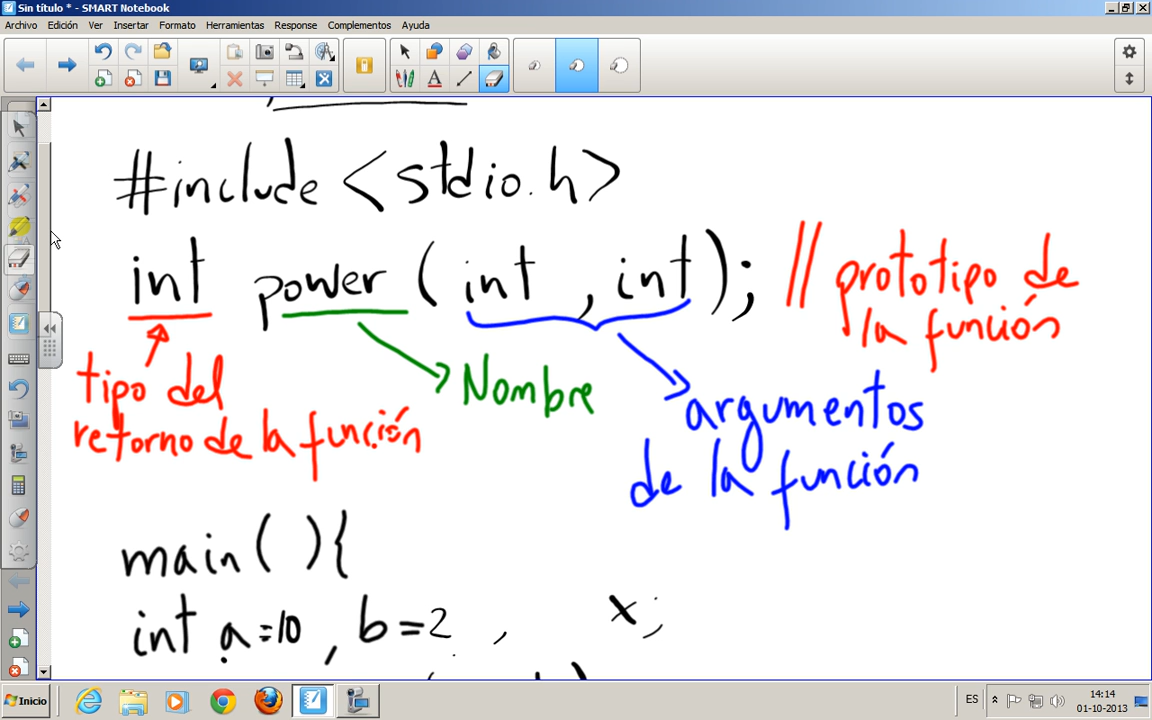 Sin título * - SMART Notebook
Archivo Edición Ver Insertar Formato Herramientas Response Complementos Ayuda
#include <stdio.h>
int power (int , int); // prototipo de
la función
tipo del
retorno de la función
Nombre
argumentos
de la función
main( ){
int a=10 , b=2 , x;
Inicio
ES
14:14
01-10-2013